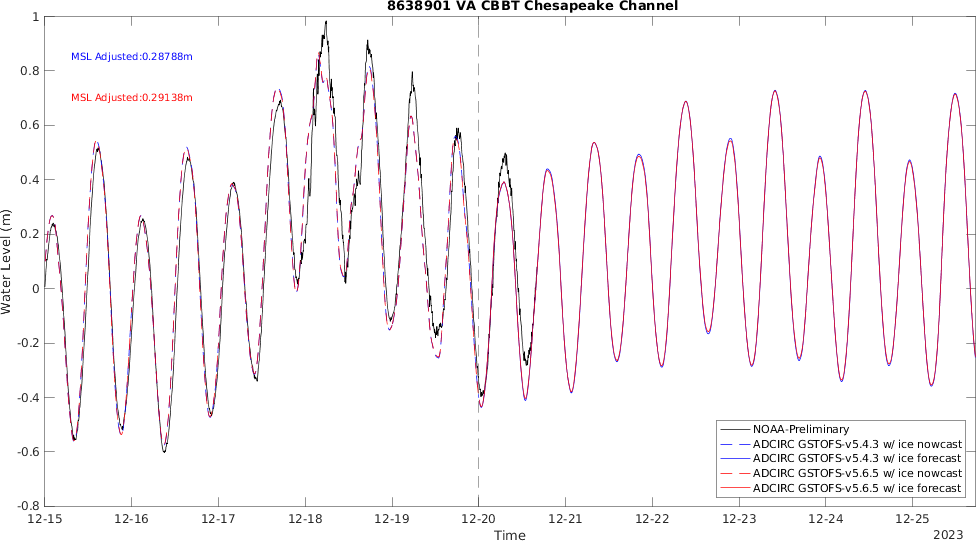 8638901 VA CBBT Chesapeake Channel
1
0.8
0.6
0.4
0.2
0
-0.2
-0.4
-0.6
-0.8
Water Level (m)
MSL Adjusted:0.28788m
MSL Adjusted:0.29138m
NOAA-Preliminary
ADCIRC GSTOFS-v5.4.3 w/ ice nowcast
ADCIRC GSTOFS-v5.4.3 w/ ice forecast
ADCIRC GSTOFS-v5.6.5 w/ ice nowcast
ADCIRC GSTOFS-v5.6.5 w/ ice forecast
12-15 12-16 12-17 12-18 12-19 12-20 12-21 12-22 12-23 12-24 12-25
Time
2023